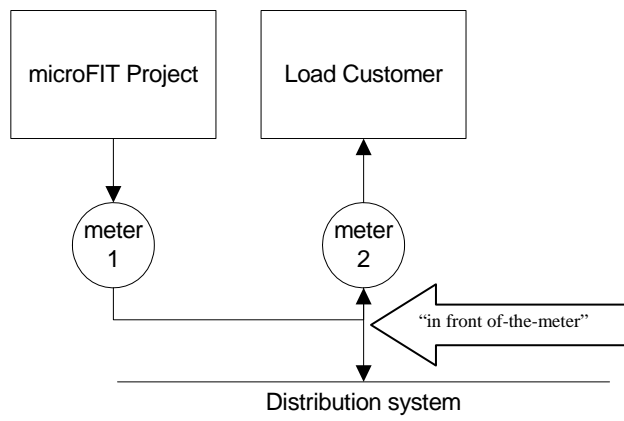 microFIT Project
Load Customer
meter
1
meter
2
“in front of-the-meter”
Distribution system